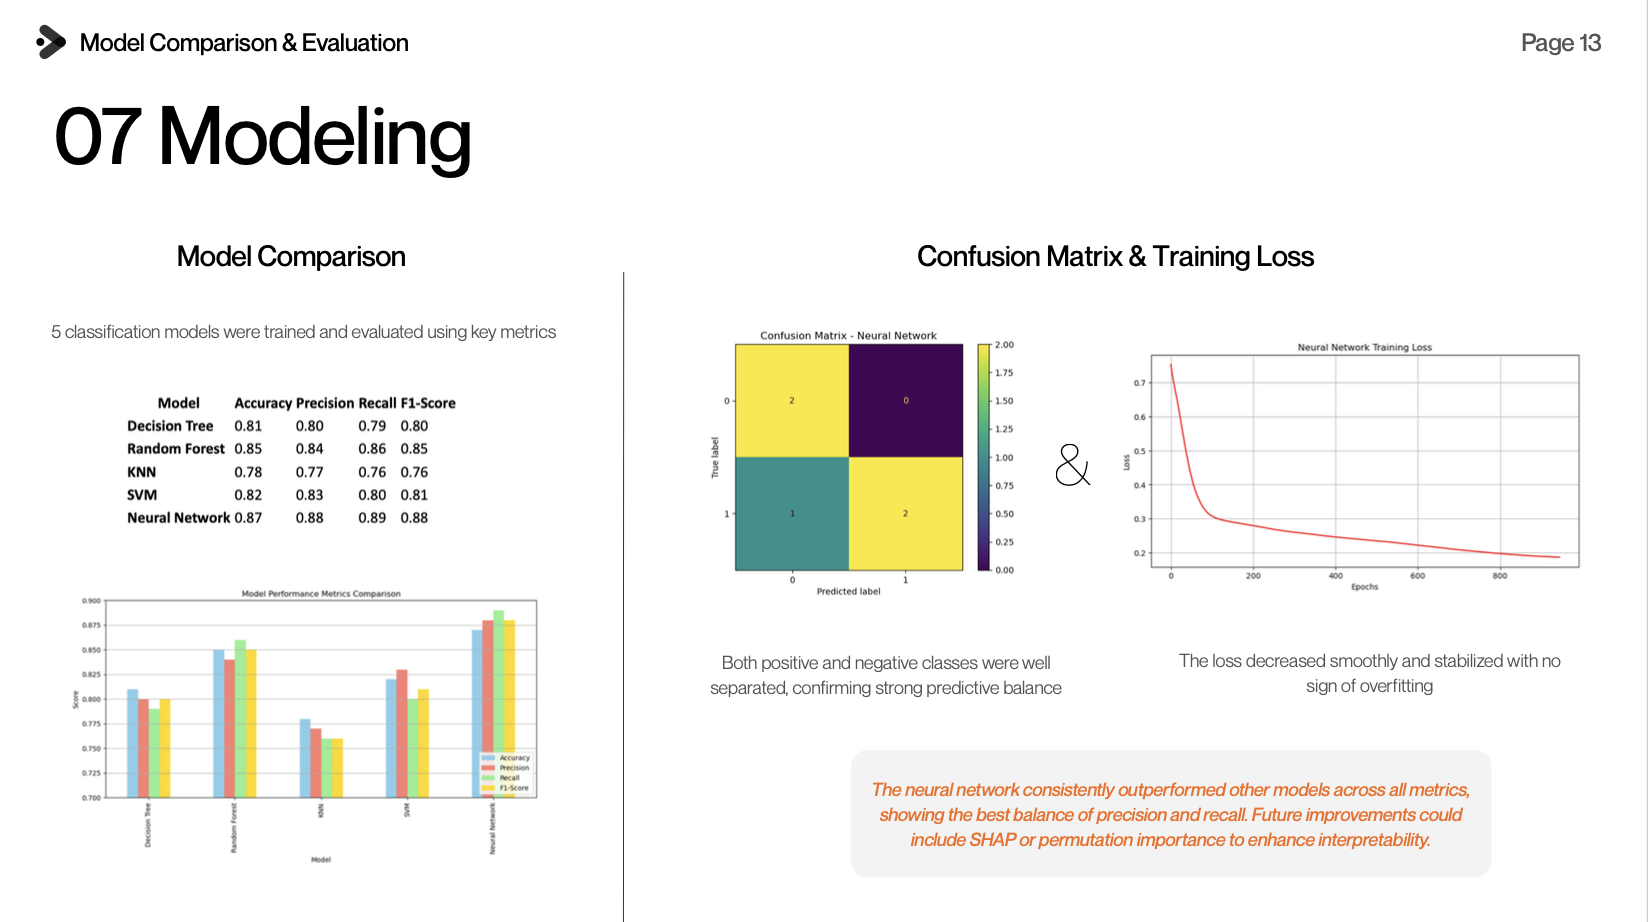 Model Comparison & Evaluation
Page 13
07 Modeling
Model Comparison
5 classification models were trained and evaluated using key metrics
Model Accuracy Precision Recall F1-Score
Decision Tree 0.81 0.80 0.79 0.80
Random Forest 0.85 0.84 0.86 0.85
KNN 0.78 0.77 0.76 0.76
SVM 0.82 0.83 0.80 0.81
Neural Network 0.87 0.88 0.89 0.88
Model Performance Metrics Comparison
0.900
0.875
0.850
0.825
0.800
0.775
0.750
0.725
0.700
Score
Accuracy
Precision
Recall
F1-Score
Decision Tree
Random Forest
KNN
SVM
Neural Network
Model
Confusion Matrix & Training Loss
Confusion Matrix - Neural Network
True label
0
1
2 0
1 2
0 1
Predicted label
2.00
1.75
1.50
1.25
1.00
0.75
0.50
0.25
0.00
&
Neural Network Training Loss
Loss
0.7
0.6
0.5
0.4
0.3
0.2
0 200 400 600 800
Epochs
Both positive and negative classes were well
separated, confirming strong predictive balance
The loss decreased smoothly and stabilized with no
sign of overfitting
The neural network consistently outperformed other models across all metrics,
showing the best balance of precision and recall. Future improvements could
include SHAP or permutation importance to enhance interpretability.